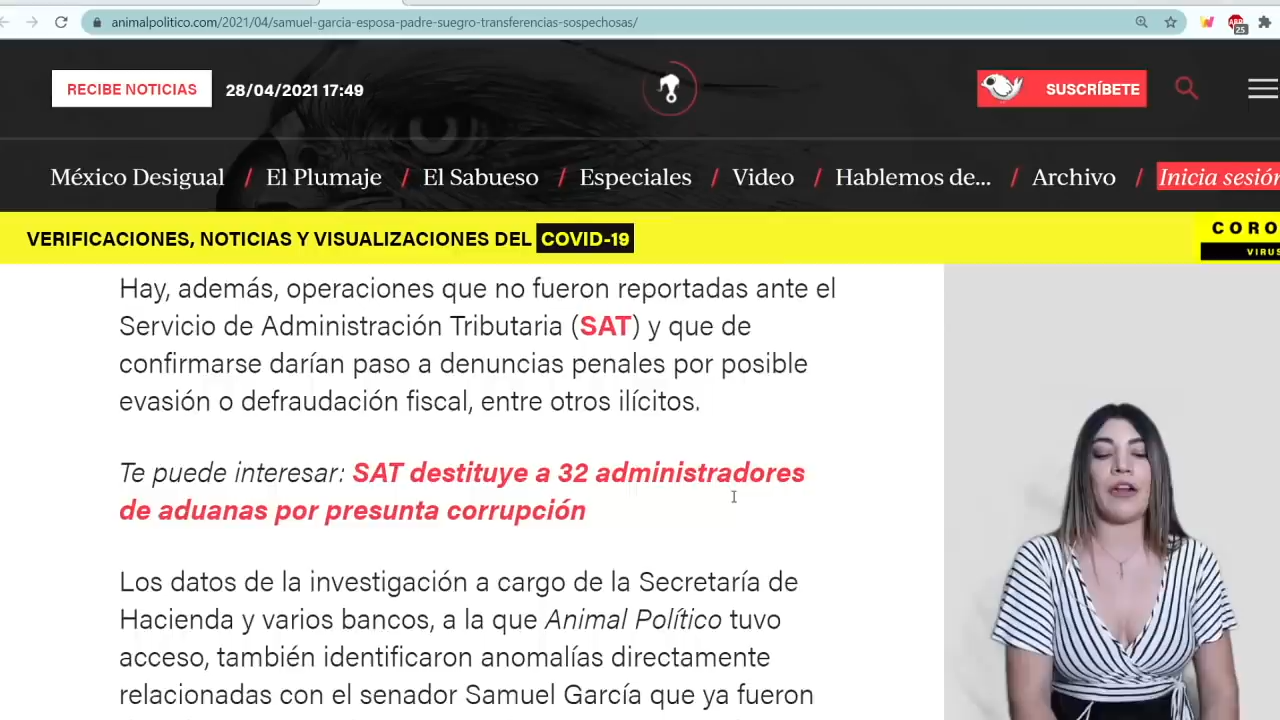 animalpolitico.com/2021/04/samuel-garcia-esposa-padre-suegro-transferencias-sospechosas/
25
RECIBE NOTICIAS
28/04/2021 17:49
SUSCRÍBETE
México Desigual / El Plumaje / El Sabueso / Especiales / Video / Hablemos de... / Archivo / Inicia sesión
VERIFICACIONES, NOTICIAS Y VISUALIZACIONES DEL COVID-19
CORO
VIRUS
Hay, además, operaciones que no fueron reportadas ante el
Servicio de Administración Tributaria (SAT) y que de
confirmarse darían paso a denuncias penales por posible
evasión o defraudación fiscal, entre otros ilícitos.
Te puede interesar: SAT destituye a 32 administradores
de aduanas por presunta corrupción
Los datos de la investigación a cargo de la Secretaría de
Hacienda y varios bancos, a la que Animal Político tuvo
acceso, también identificaron anomalías directamente
relacionadas con el senador Samuel García que ya fueron